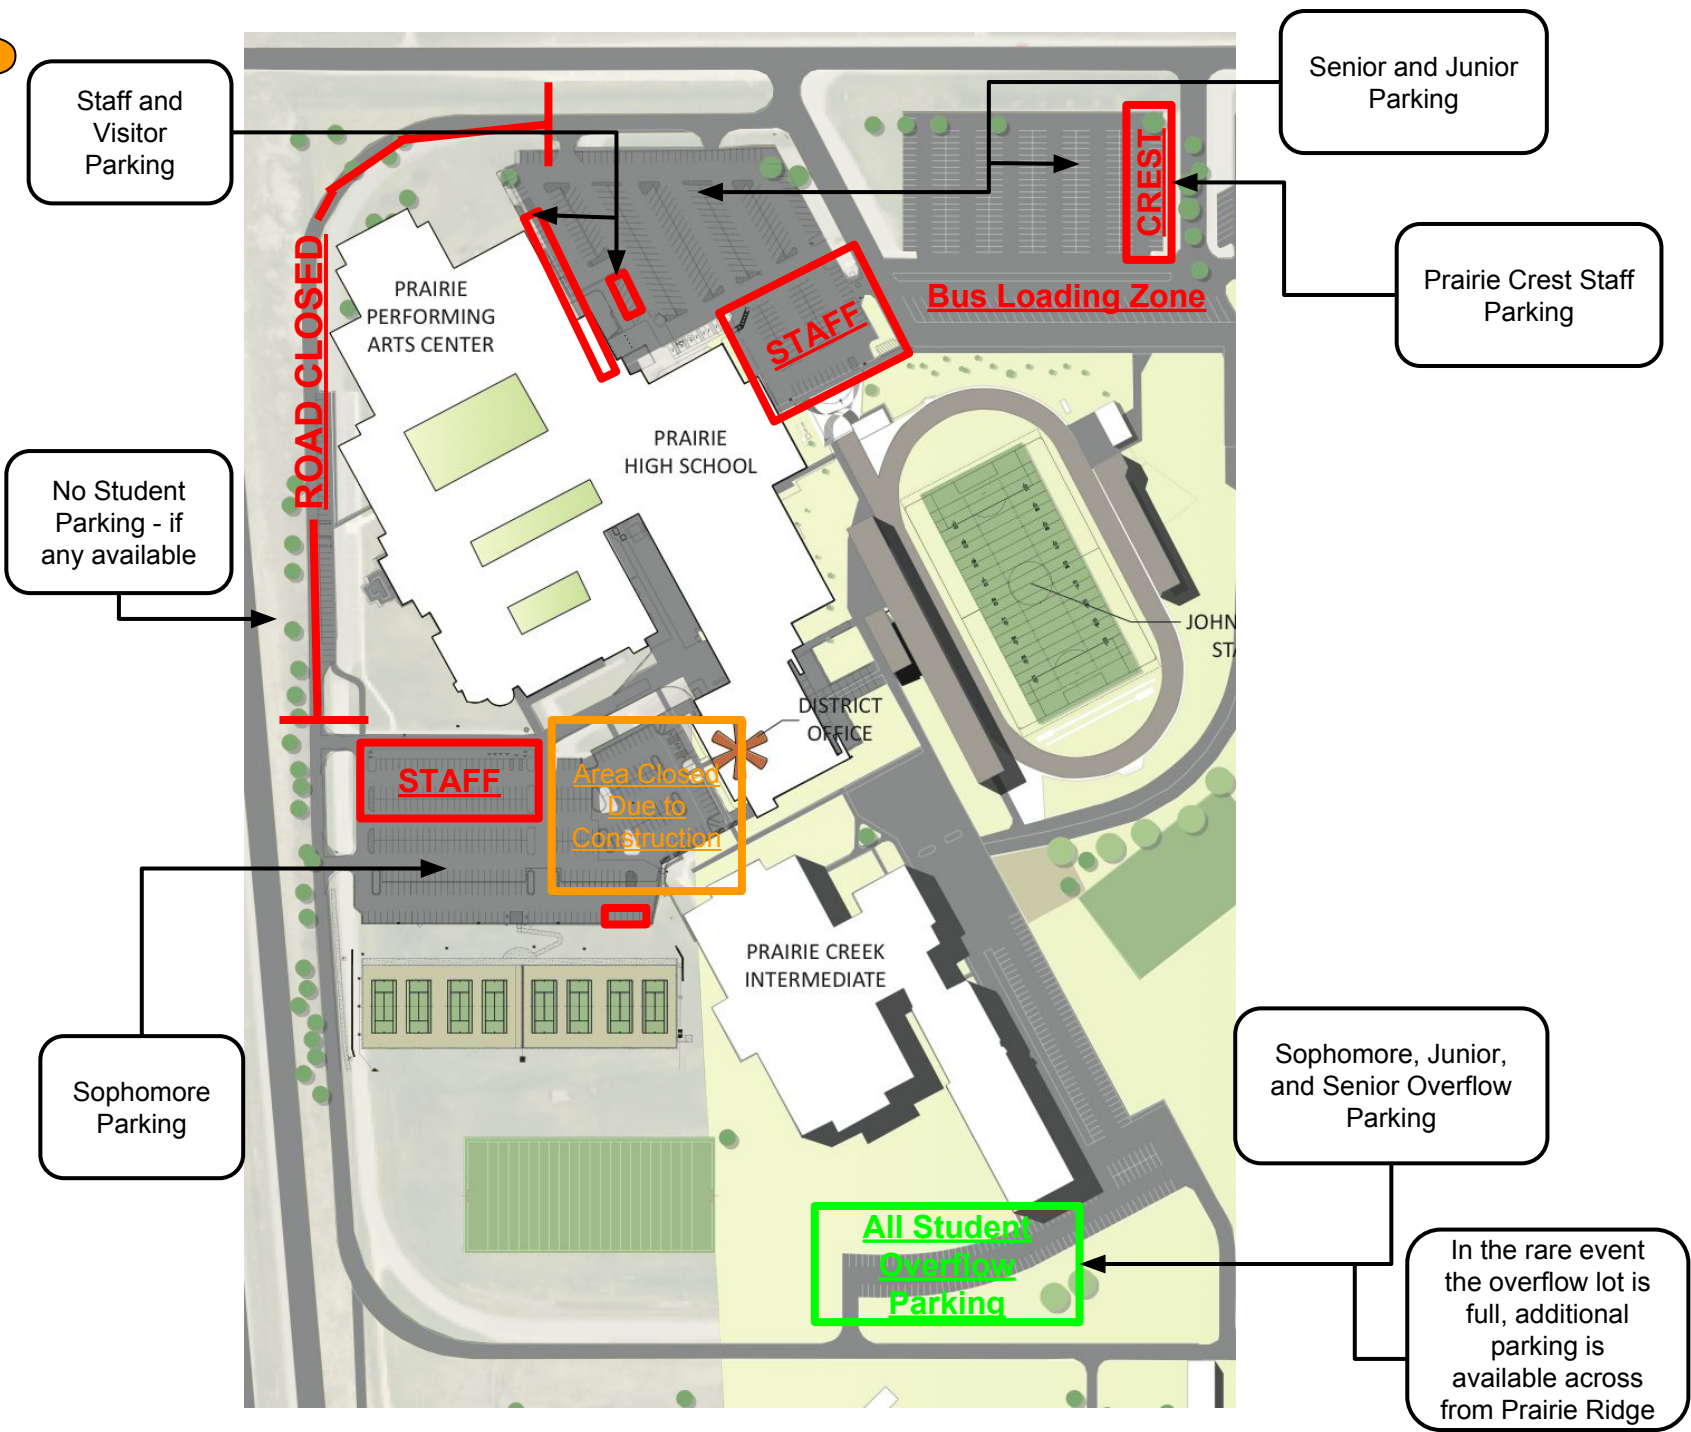 Staff and
Visitor
Parking
Senior and Junior
Parking
CREST
Prairie Crest Staff
Parking
Bus Loading Zone
STAFF
ROAD CLOSED
PRAIRIE
PERFORMING
ARTS CENTER
PRAIRIE
HIGH SCHOOL
No Student
Parking - if
any available
JOHN
ST
DISTRICT
OFFICE
STAFF
Area Closed
Due to
Construction
PRAIRIE CREEK
INTERMEDIATE
Sophomore
Parking
Sophomore, Junior,
and Senior Overflow
Parking
All Student
Overflow
Parking
In the rare event
the overflow lot is
full, additional
parking is
available across
from Prairie Ridge